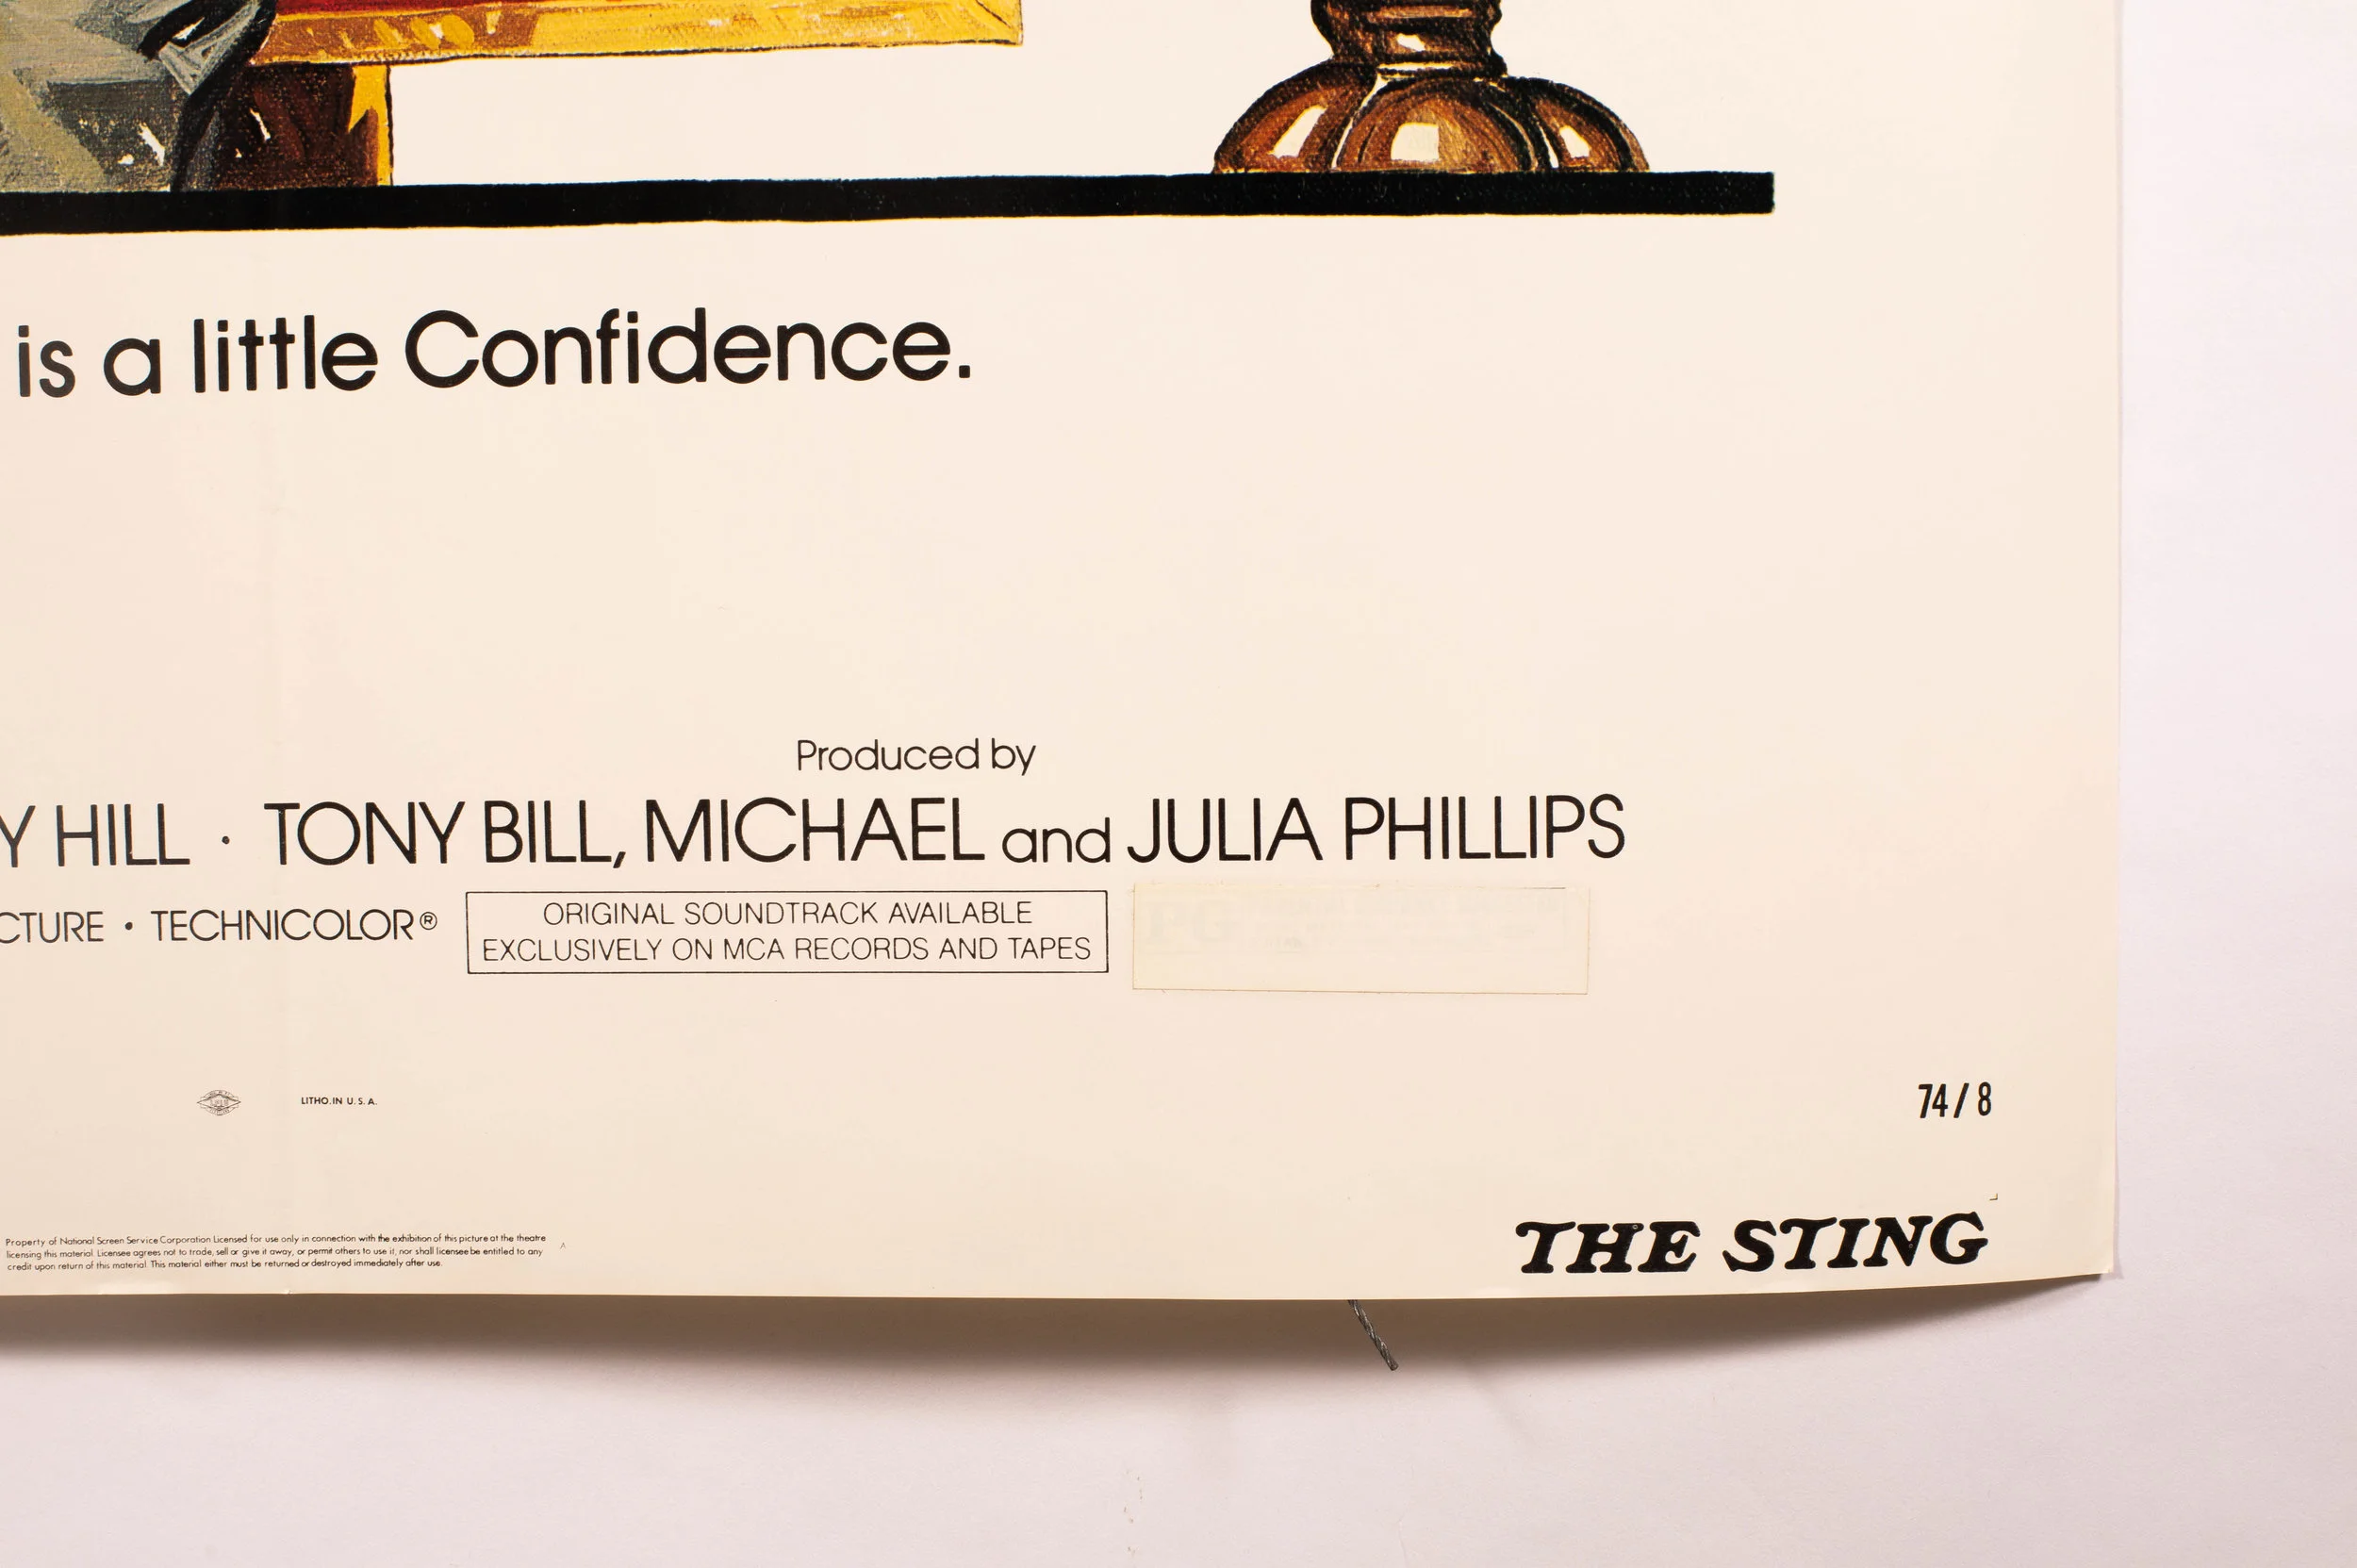 is a little Confidence.
Produced by
Y HILL · TONY BILL, MICHAEL and JULIA PHILLIPS
CTURE • TECHNICOLOR®
ORIGINAL SOUNDTRACK AVAILABLE
EXCLUSIVELY ON MCA RECORDS AND TAPES
PG
LITHO. IN U. S. A.
74/8
Property of National Screen Service Corporation Licensed for use only in connection with the exhibition of this picture at the theatre
licensing this material. Licensee agrees not to trade, sell or give it away, or permit others to use it, nor shall licensee be entitled to any
credit upon return of this material. This material either must be returned or destroyed immediately after use.
THE STING